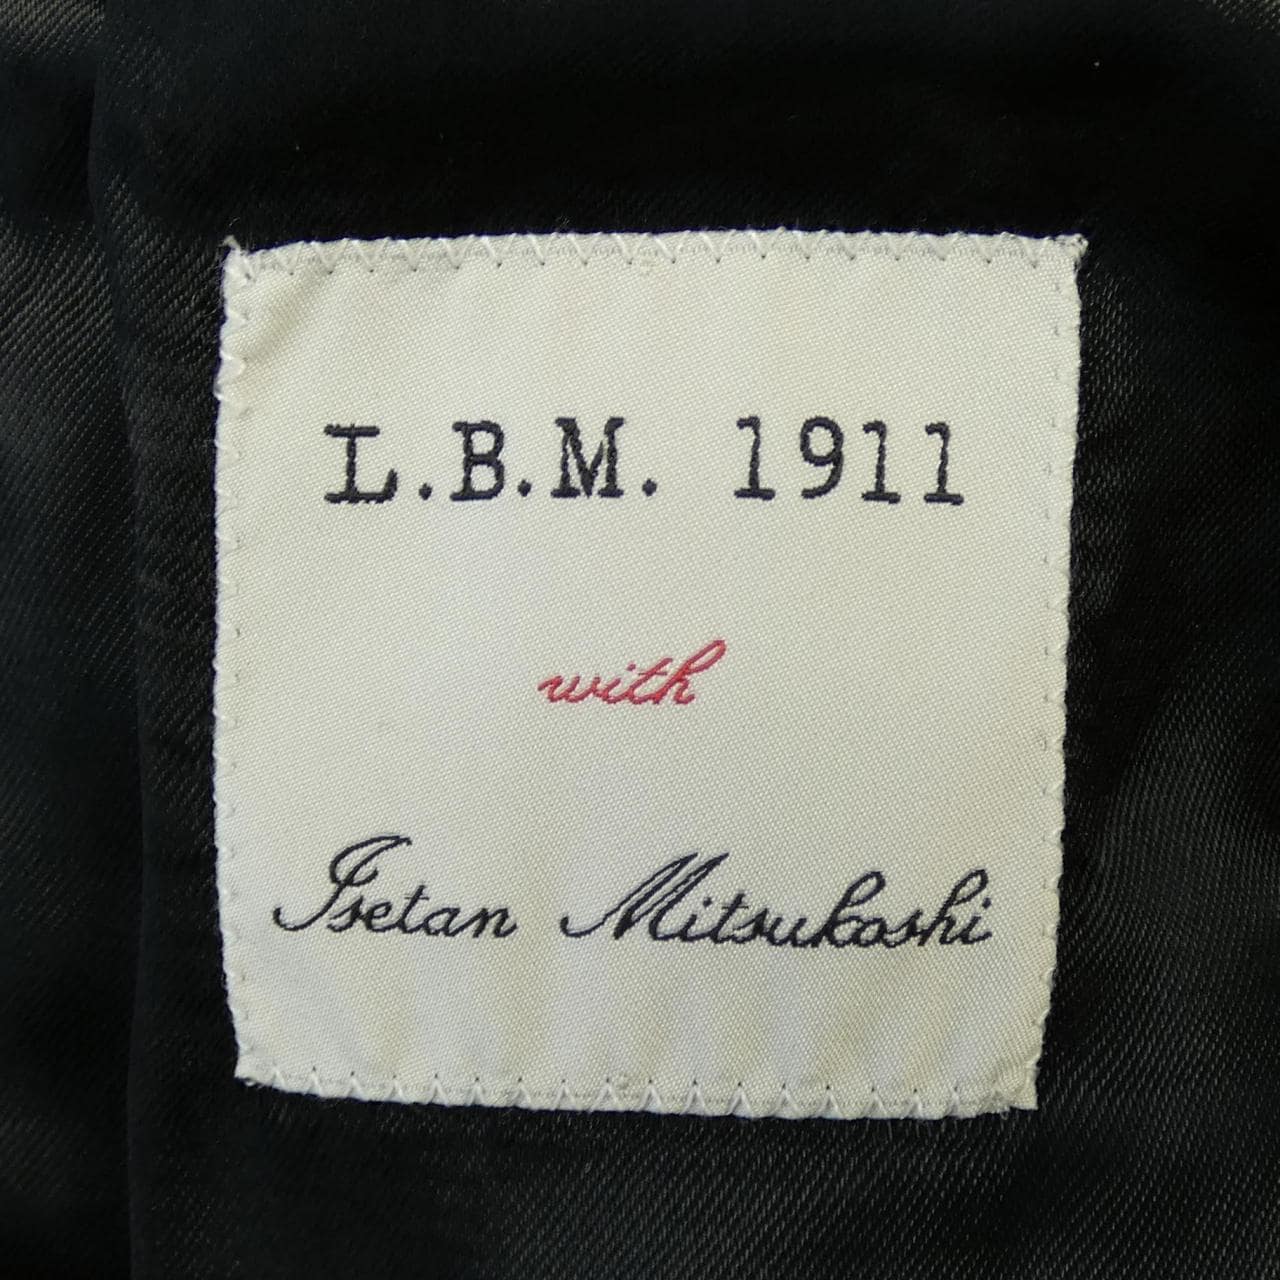 L.B.M. 1911
with
Isetan Mitsukoshi